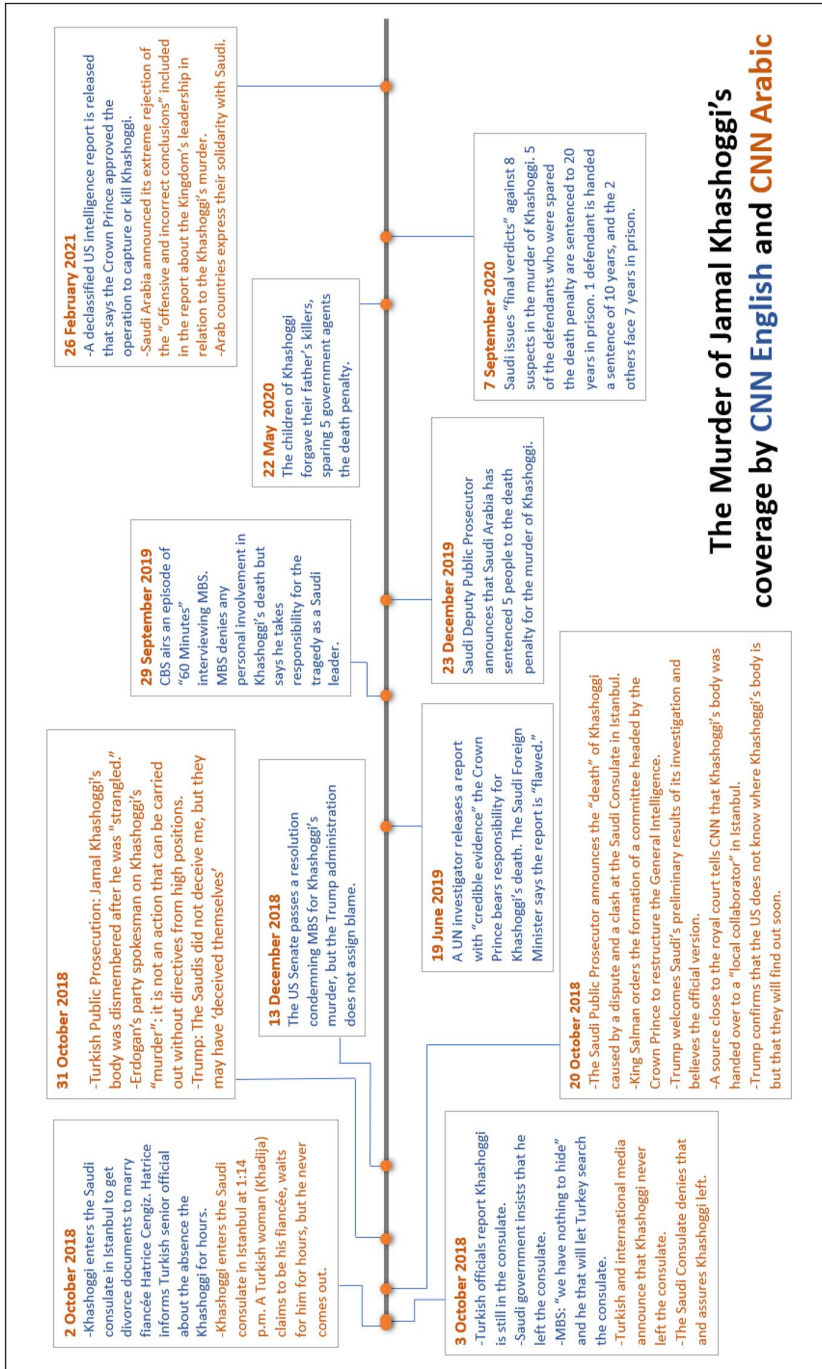 2 October 2018
-Khashoggi enters the Saudi
consulate in Istanbul to get
divorce documents to marry
fiancée Hatrice Cengiz. Hatrice
informs Turkish senior official
about the absence the
Khashoggi for hours.
-Khashoggi enters the Saudi
consulate in Istanbul at 1:14
p.m. A Turkish woman (Khadija)
claims to be his fiancée, waits
for him for hours, but he never
comes out.
3 October 2018
-Turkish officials report Khashoggi
is still in the consulate.
-Saudi government insists that he
left the consulate.
-MBS: “we have nothing to hide”
and he that will let Turkey search
the consulate.
-Turkish and international media
announce that Khashoggi never
left the consulate.
-The Saudi Consulate denies that
and assures Khashoggi left.
20 October 2018
-The Saudi Public Prosecutor announces the “death” of Khashoggi
caused by a dispute and a clash at the Saudi Consulate in Istanbul.
-King Salman orders the formation of a committee headed by the
Crown Prince to restructure the General Intelligence.
-Trump welcomes Saudi’s preliminary results of its investigation and
believes the official version.
-A source close to the royal court tells CNN that Khashoggi’s body was
handed over to a “local collaborator” in Istanbul.
-Trump confirms that the US does not know where Khashoggi’s body is
but that they will find out soon.
31 October 2018
-Turkish Public Prosecution: Jamal Khashoggi’s
body was dismembered after he was "strangled."
-Erdogan’s party spokesman on Khashoggi’s
“murder”: it is not an action that can be carried
out without directives from high positions.
-Trump: The Saudis did not deceive me, but they
may have ‘deceived themselves’
13 December 2018
The US Senate passes a resolution
condemning MBS for Khashoggi’s
murder, but the Trump administration
does not assign blame.
19 June 2019
A UN investigator releases a report
with “credible evidence” the Crown
Prince bears responsibility for
Khashoggi’s death. The Saudi Foreign
Minister says the report is “flawed.”
29 September 2019
CBS airs an episode of
“60 Minutes”
interviewing MBS.
MBS denies any
personal involvement in
Khashoggi’s death but
says he takes
responsibility for the
tragedy as a Saudi
leader.
23 December 2019
Saudi Deputy Public Prosecutor
announces that Saudi Arabia has
sentenced 5 people to the death
penalty for the murder of Khashoggi.
22 May 2020
The children of Khashoggi
forgave their father’s killers,
sparing 5 government agents
the death penalty.
7 September 2020
Saudi issues “final verdicts” against 8
suspects in the murder of Khashoggi. 5
of the defendants who were spared
the death penalty are sentenced to 20
years in prison. 1 defendant is handed
a sentence of 10 years, and the 2
others face 7 years in prison.
26 February 2021
-A declassified US intelligence report is released
that says the Crown Prince approved the
operation to capture or kill Khashoggi.
-Saudi Arabia announced its extreme rejection of
the “offensive and incorrect conclusions” included
in the report about the Kingdom’s leadership in
relation to the Khashoggi’s murder.
-Arab countries express their solidarity with Saudi.
The Murder of Jamal Khashoggi’s
coverage by CNN English and CNN Arabic